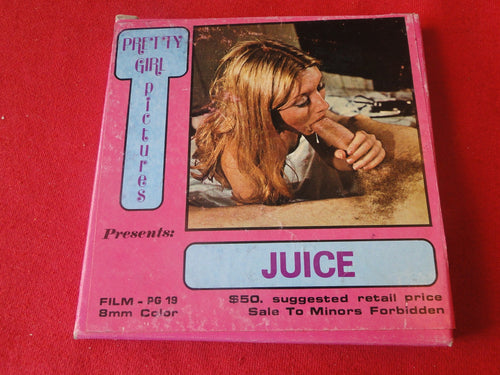 PRETTY
GIRL
pictures
Presents:
JUICE
FILM - PG 19
8mm Color
$50. suggested retail price
Sale To Minors Forbidden